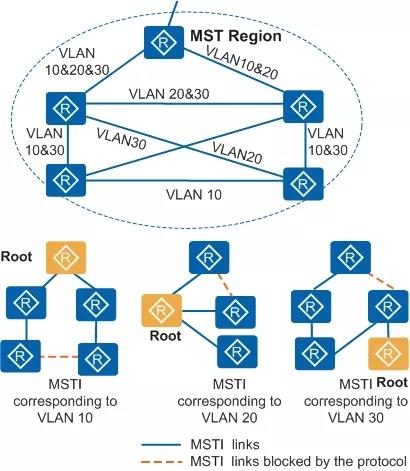 MST Region
VLAN
10&20&30
VLAN10&20
R
VLAN 20&30
R
R
VLAN
10&30
VLAN30
VLAN20
VLAN
10&30
R
VLAN 10
R
Root
R
R
R
R
R
R
R
Root
R
R
R
R
R
R
R
Root
MSTI
corresponding to
VLAN 10
MSTI
corresponding to
VLAN 20
MSTI
corresponding to
VLAN 30
MSTI links
MSTI links blocked by the protocol